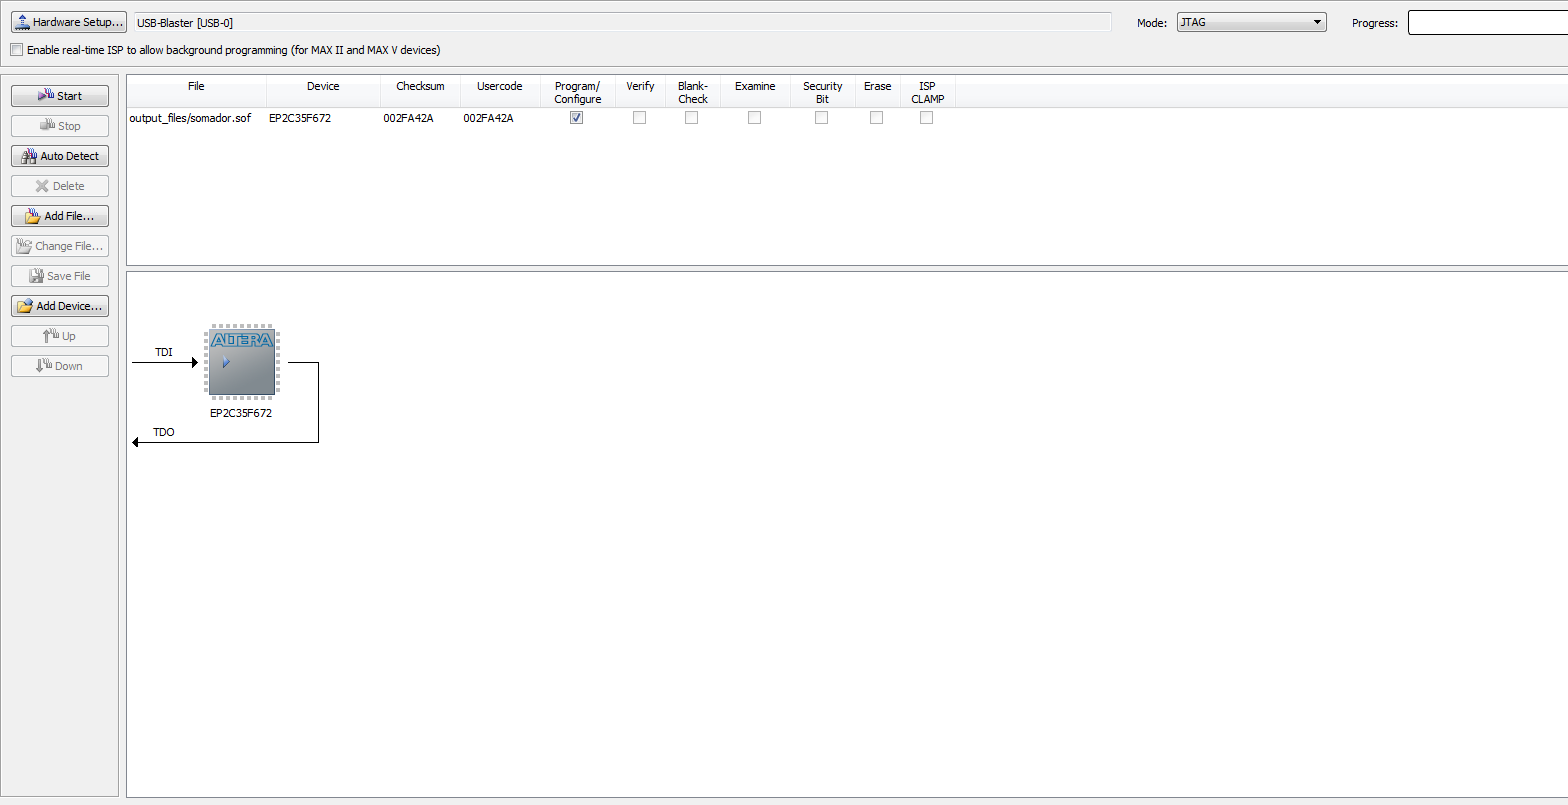 Hardware Setup... USB-Blaster [USB-0] Mode: JTAG Progress:
Enable real-time ISP to allow background programming (for MAX II and MAX V devices)
Start
Stop
Auto Detect
Delete
Add File...
Change File...
Save File
Add Device...
Up
Down
File Device Checksum Usercode Program/ Verify Blank- Examine Security Erase ISP
Configure Check Bit CLAMP
output_files/somador.sof EP2C35F672 002FA42A 002FA42A
ALTERA
TDI
EP2C35F672
TDO